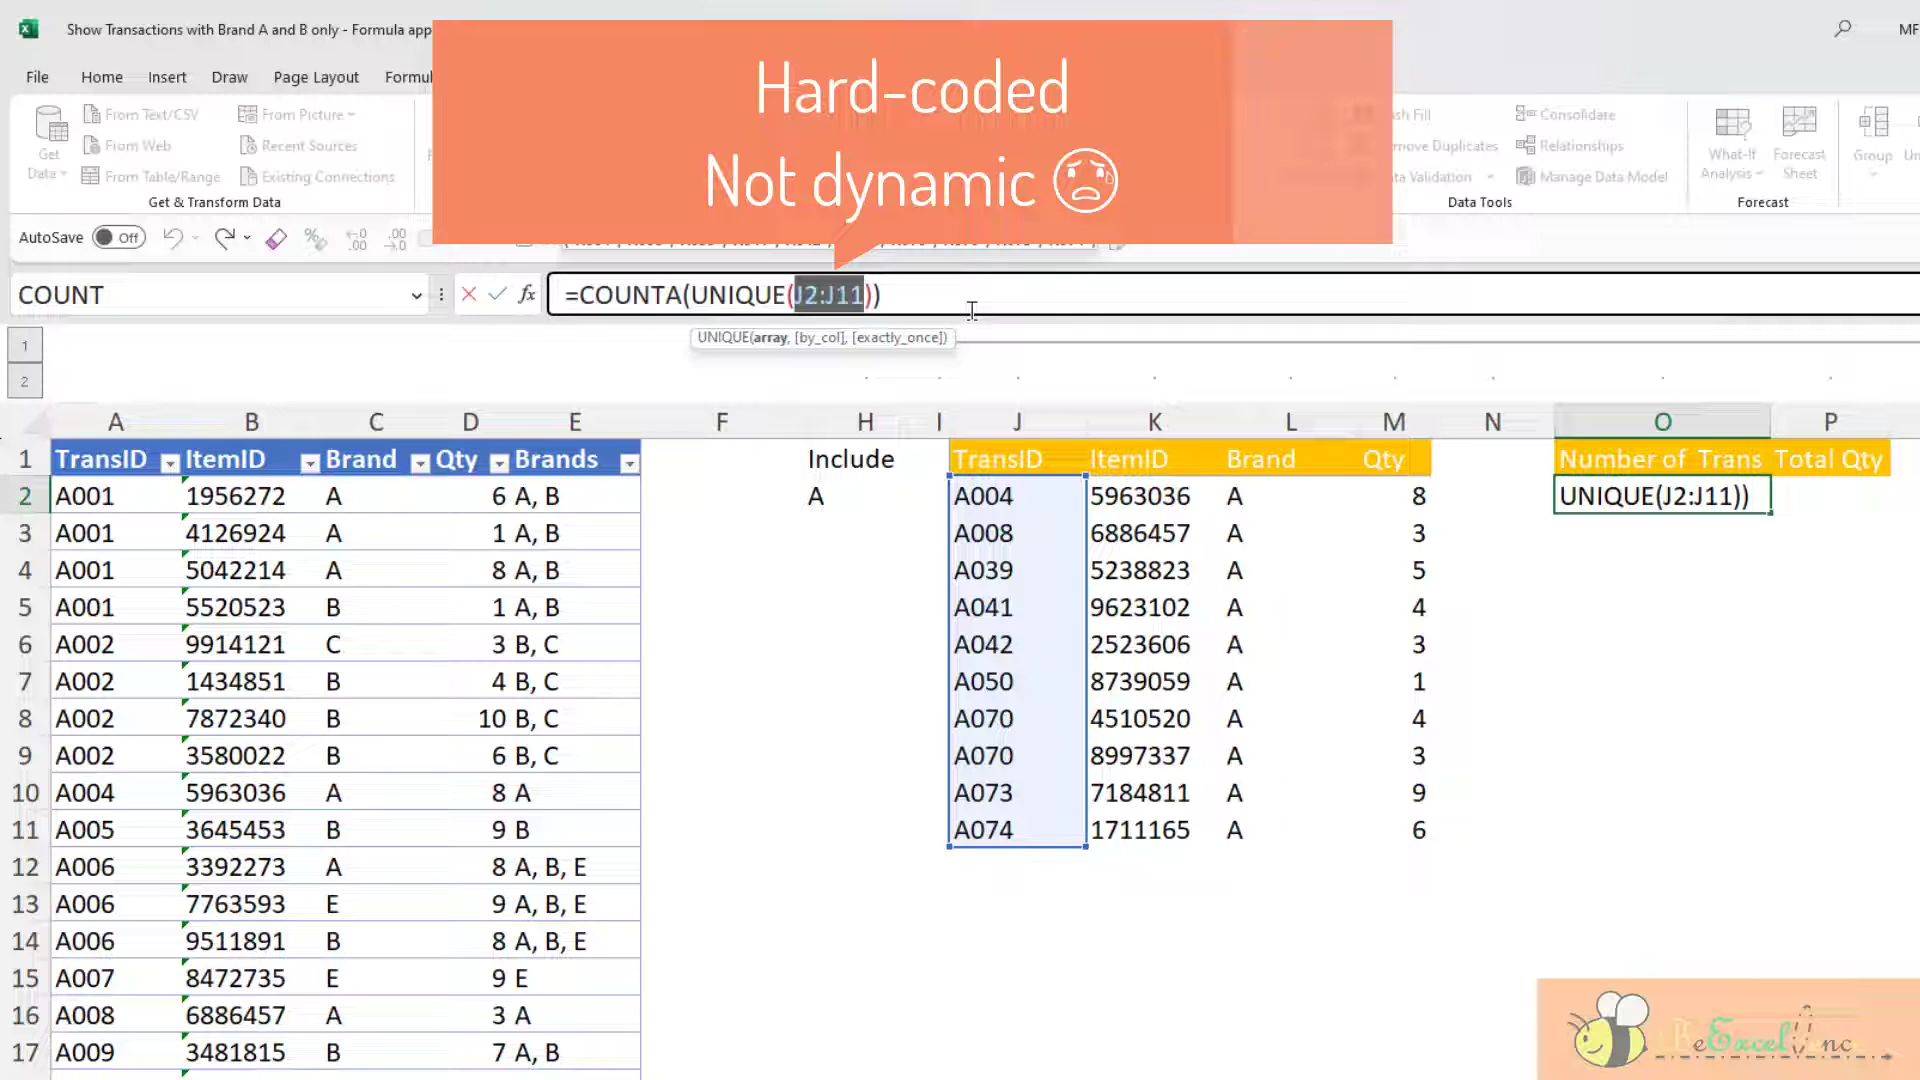 Show Transactions with Brand A and B only - Formula app
MF
Hard-coded
Not dynamic
File Home Insert Draw Page Layout Formul
Get Data
From Text/CSV
From Web
From Table/Range
From Picture
Recent Sources
Existing Connections
Get & Transform Data
sh Fill
move Duplicates
ta Validation
Consolidate
Relationships
Manage Data Model
Data Tools
What-If Analysis
Forecast Sheet
Forecast
Group
AutoSave Off
COUNT
fx
=COUNTA(UNIQUE(J2:J11))
UNIQUE(array, [by_col], [exactly_once])
1
2
A B C D E F H I J K L M N O P
1 TransID ItemID Brand Qty Brands Include TransID ItemID Brand Qty Number of Trans Total Qty
2 A001 1956272 A 6 A, B A A004 5963036 A 8 UNIQUE(J2:J11))
3 A001 4126924 A 1 A, B A008 6886457 A 3
4 A001 5042214 A 8 A, B A039 5238823 A 5
5 A001 5520523 B 1 A, B A041 9623102 A 4
6 A002 9914121 C 3 B, C A042 2523606 A 3
7 A002 1434851 B 4 B, C A050 8739059 A 1
8 A002 7872340 B 10 B, C A070 4510520 A 4
9 A002 3580022 B 6 B, C A070 8997337 A 3
10 A004 5963036 A 8 A A073 7184811 A 9
11 A005 3645453 B 9 B A074 1711165 A 6
12 A006 3392273 A 8 A, B, E
13 A006 7763593 E 9 A, B, E
14 A006 9511891 B 8 A, B, E
15 A007 8472735 E 9 E
16 A008 6886457 A 3 A
17 A009 3481815 B 7 A, B